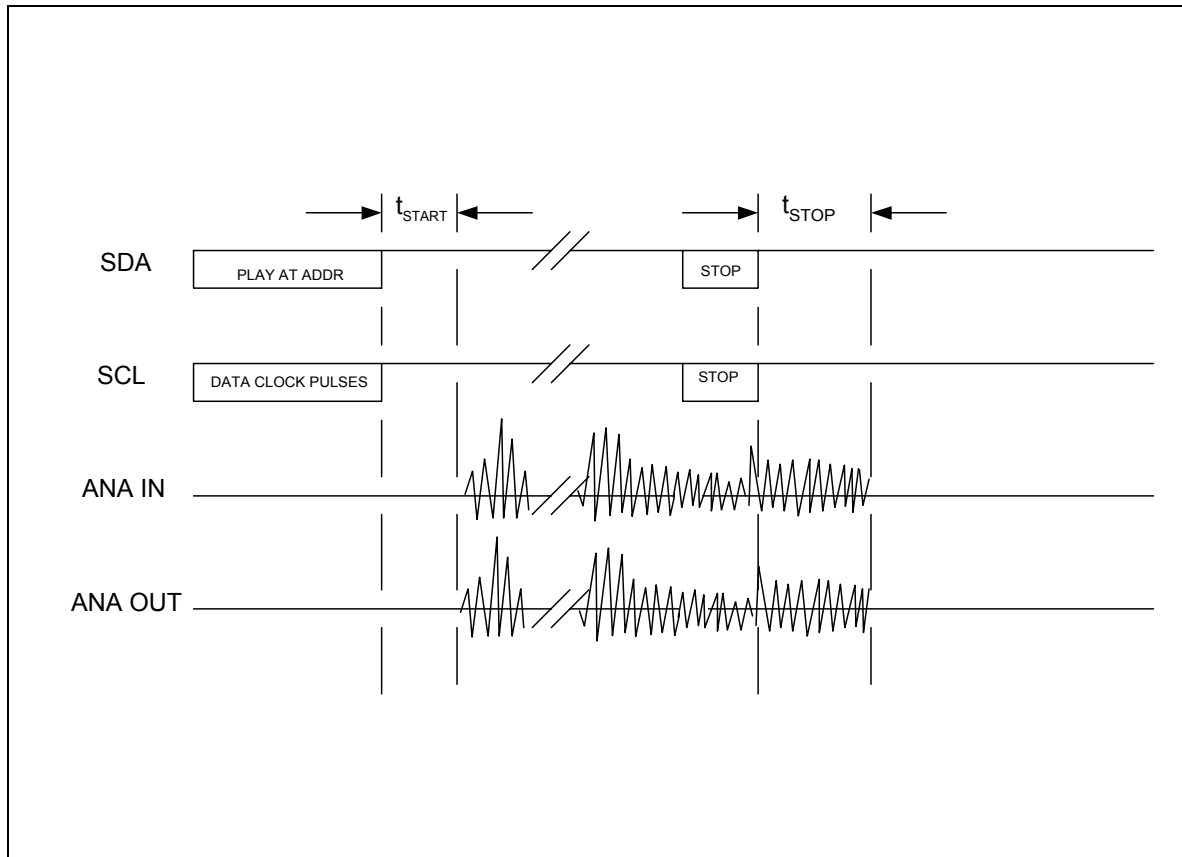 tSTART
tSTOP
SDA
PLAY AT ADDR
STOP
SCL
DATA CLOCK PULSES
STOP
ANA IN
ANA OUT